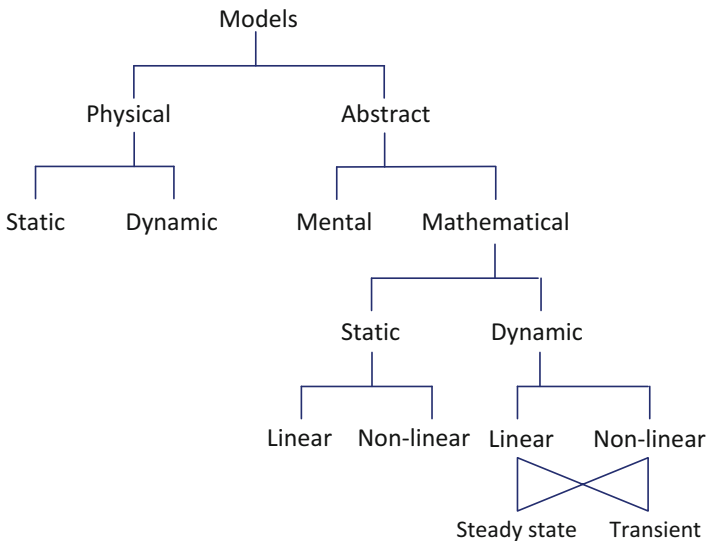 Models
Physical Abstract
Static Dynamic Mental Mathematical
Static Dynamic
Linear Non-linear Linear Non-linear
Steady state Transient